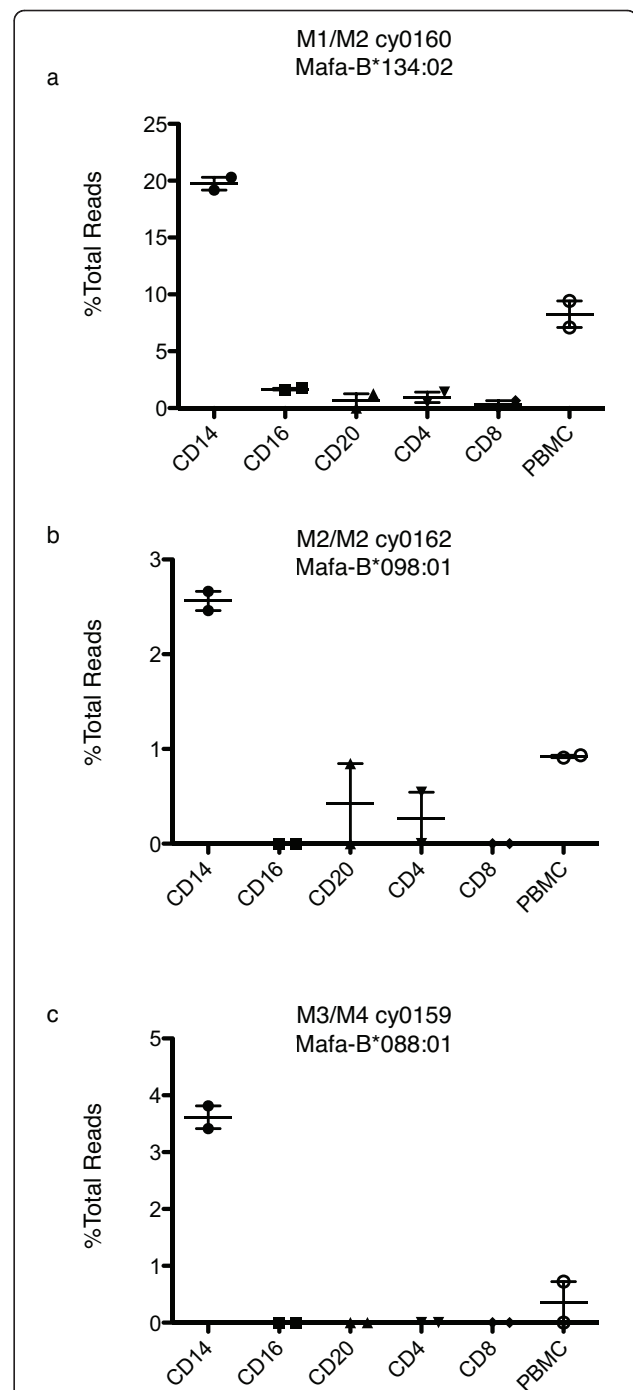 M1/M2 cy0160
Mafa-B*134:02
a
25
20
15
10
5
0
%Total Reads
CD14
CD16
CD20
CD4
CD8
PBMC
b
M2/M2 cy0162
Mafa-B*098:01
3
2
1
0
%Total Reads
CD14
CD16
CD20
CD4
CD8
PBMC
c
M3/M4 cy0159
Mafa-B*088:01
5
4
3
2
1
0
%Total Reads
CD14
CD16
CD20
CD4
CD8
PBMC